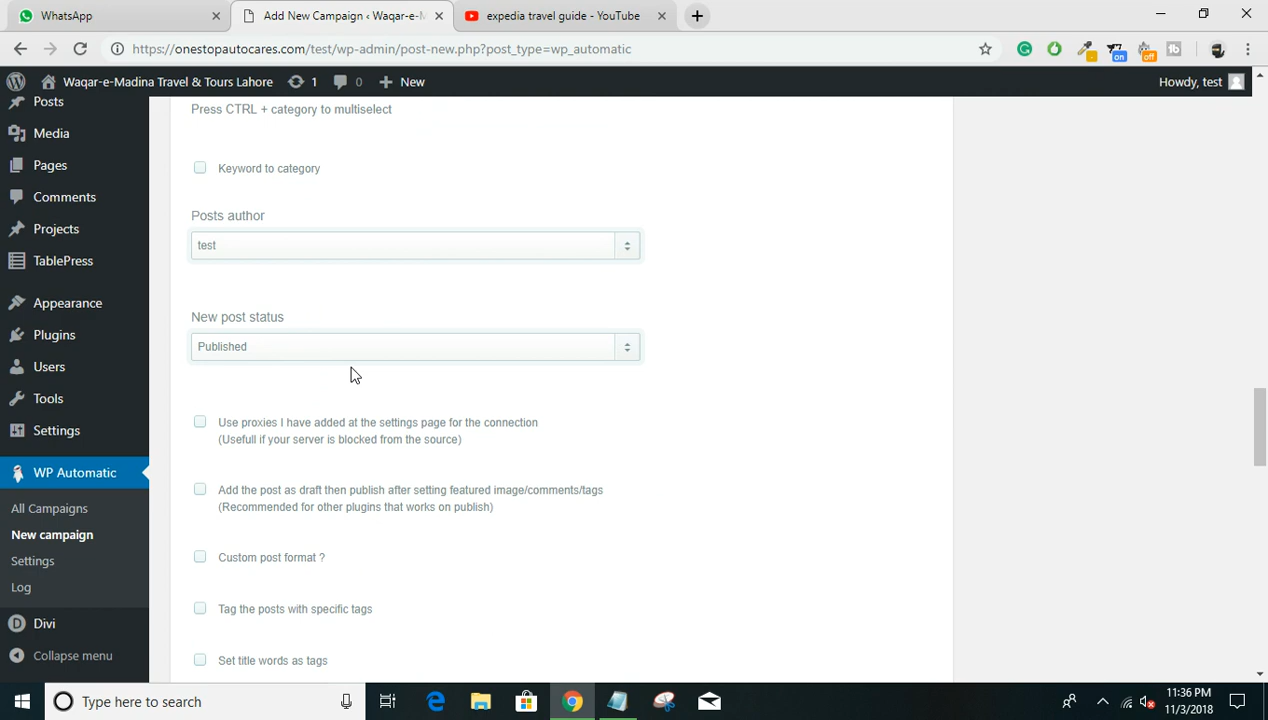 WhatsApp
Add New Campaign ‹ Waqar-e-M
expedia travel guide - YouTube
https://onestopautocares.com/test/wp-admin/post-new.php?post_type=wp_automatic
on
off
Waqar-e-Madina Travel & Tours Lahore
1
0
New
Howdy, test
Posts
Media
Pages
Comments
Projects
TablePress
Appearance
Plugins
Users
Tools
Settings
WP Automatic
All Campaigns
New campaign
Settings
Log
Divi
Collapse menu
Press CTRL + category to multiselect
Keyword to category
Posts author
test
New post status
Published
Use proxies I have added at the settings page for the connection
(Usefull if your server is blocked from the source)
Add the post as draft then publish after setting featured image/comments/tags
(Recommended for other plugins that works on publish)
Custom post format ?
Tag the posts with specific tags
Set title words as tags
Type here to search
11:36 PM
11/3/2018